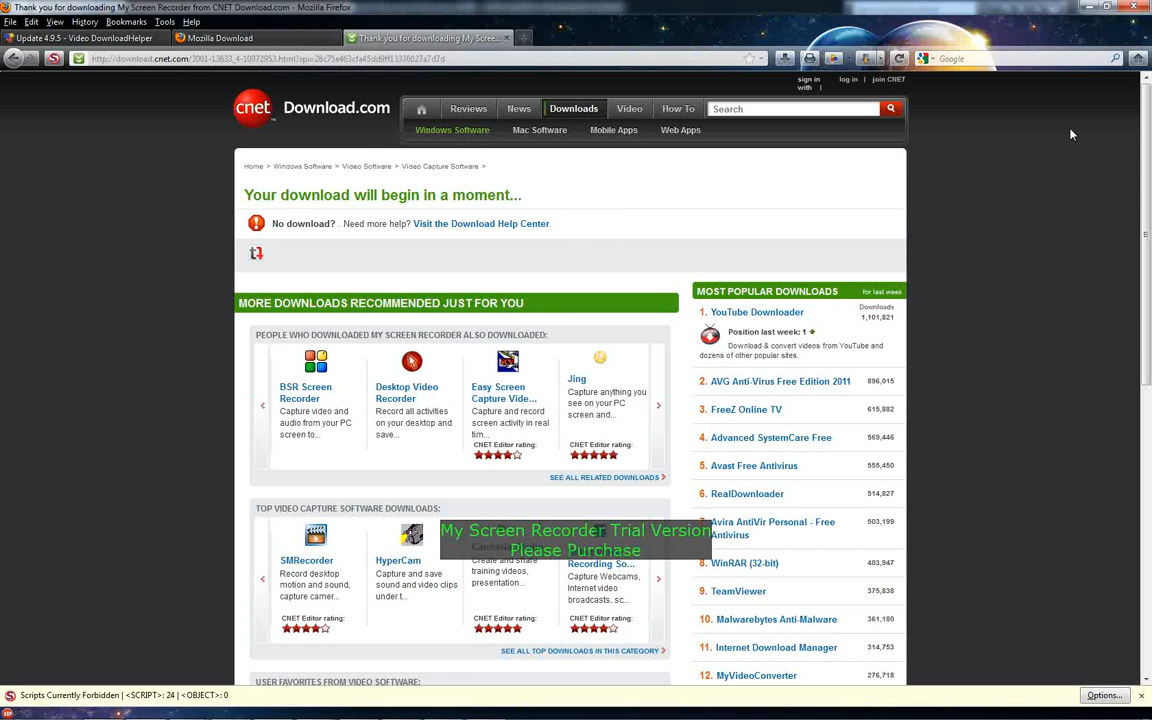 Thank you for downloading My Screen Recorder from CNET Download.com - Mozilla Firefox
File Edit View History Bookmarks Tools Help
Update 4.9.5 - Video DownloadHelper
Mozilla Download
Thank you for downloading My Scree...
http://download.cnet.com/3001-13633_4-10972953.html?spi=28c75e463cfa45dd9ff13376027a7d7d
Google
sign in with | log in | join CNET
cnet Download.com
Reviews News Downloads Video How To Search
Windows Software Mac Software Mobile Apps Web Apps
Home > Windows Software > Video Software > Video Capture Software >
Your download will begin in a moment...
No download? . Need more help? Visit the Download Help Center.
MORE DOWNLOADS RECOMMENDED JUST FOR YOU
PEOPLE WHO DOWNLOADED MY SCREEN RECORDER ALSO DOWNLOADED:
BSR Screen Recorder
Capture video and audio from your PC screen to...
Desktop Video Recorder
Record all activities on your desktop and save...
Easy Screen Capture Vide...
Capture and record screen activity in real tim...
CNET Editor rating:
Jing
Capture anything you see on your PC screen and...
CNET Editor rating:
SEE ALL RELATED DOWNLOADS
TOP VIDEO CAPTURE SOFTWARE DOWNLOADS:
SMRecorder
Record desktop motion and sound, capture camer...
CNET Editor rating:
HyperCam
Capture and save sound and video clips under t...
Create and share training videos, presentation...
CNET Editor rating:
Recording So...
Capture Webcams, Internet video broadcasts, sc...
CNET Editor rating:
SEE ALL TOP DOWNLOADS IN THIS CATEGORY
USER FAVORITES FROM VIDEO SOFTWARE:
My Screen Recorder Trial Version
Please Purchase
MOST POPULAR DOWNLOADS for last week
Downloads
1. YouTube Downloader 1,101,821
Position last week: 1
Download & convert videos from YouTube and dozens of other popular sites.
2. AVG Anti-Virus Free Edition 2011 896,015
3. FreeZ Online TV 615,882
4. Advanced SystemCare Free 569,446
5. Avast Free Antivirus 555,450
6. RealDownloader 514,827
7. Avira AntiVir Personal - Free Antivirus 503,199
8. WinRAR (32-bit) 403,947
9. TeamViewer 375,838
10. Malwarebytes Anti-Malware 361,180
11. Internet Download Manager 314,753
12. MyVideoConverter 276,718
Scripts Currently Forbidden | <SCRIPT>: 24 | <OBJECT>: 0
Options...